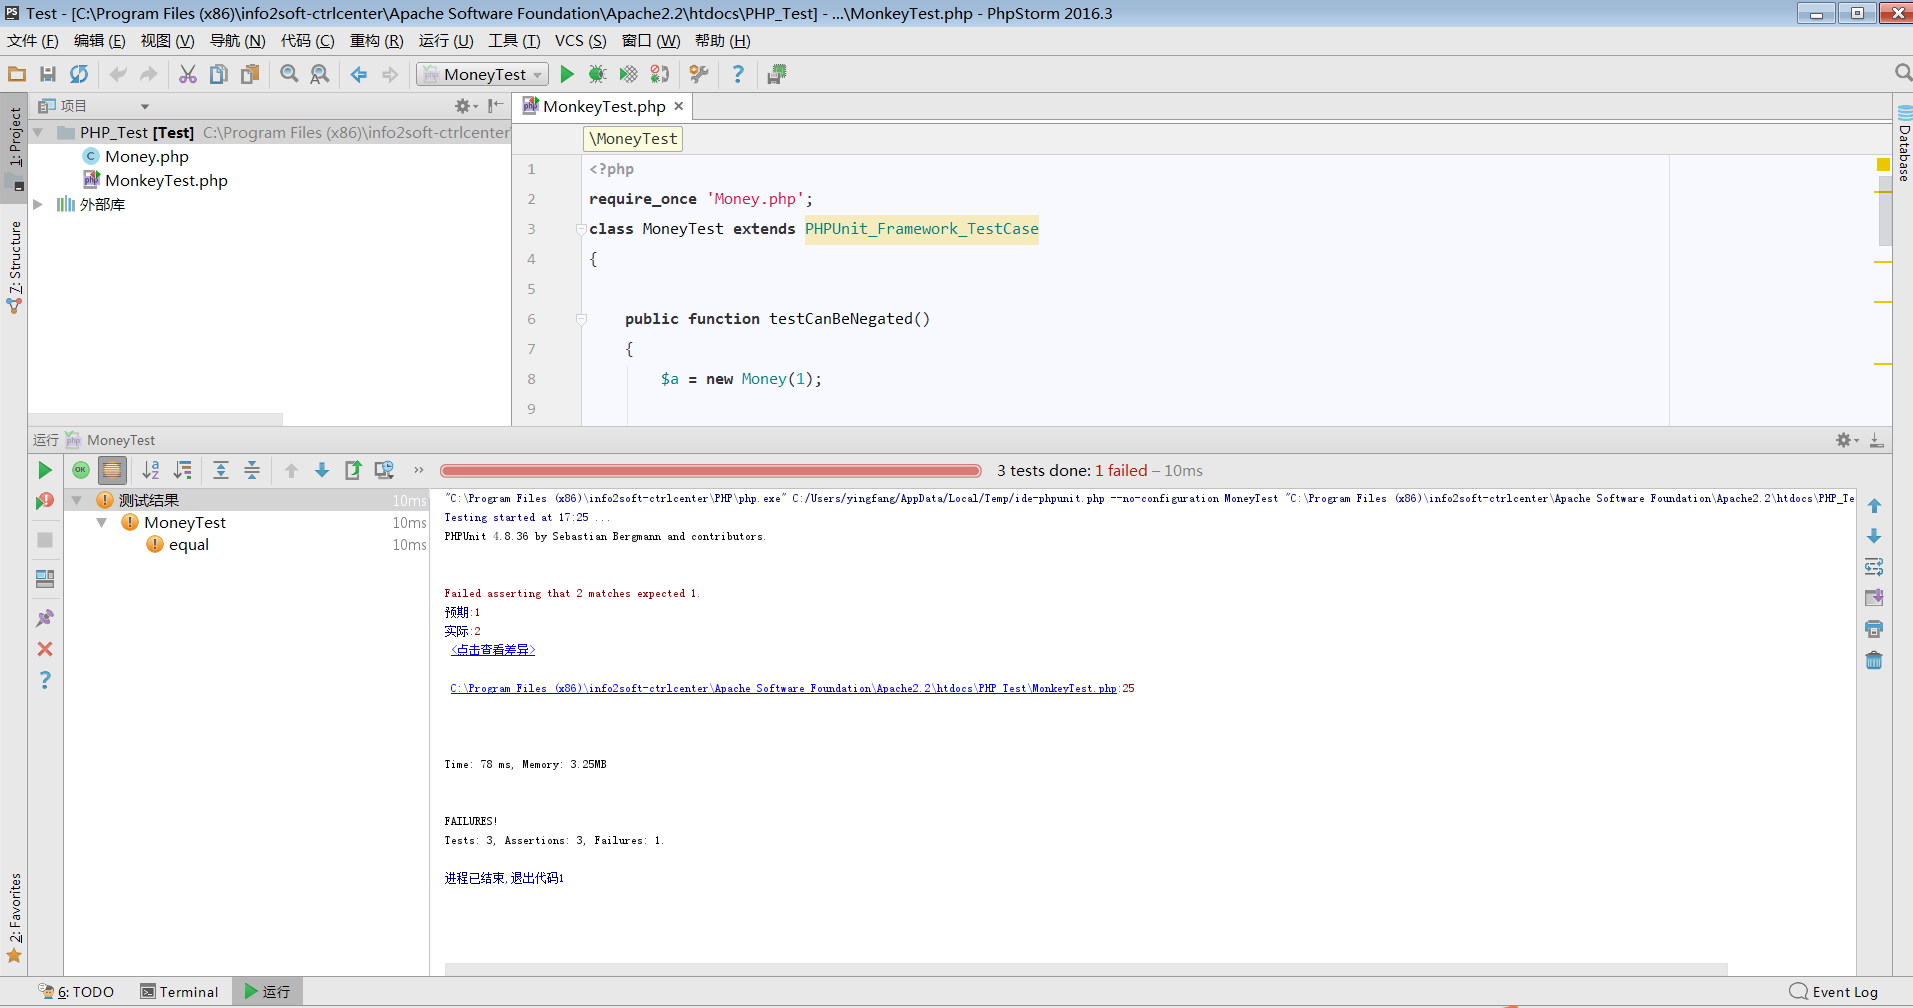 Test - [C:\Program Files (x86)\info2soft-ctrlcenter\Apache Software Foundation\Apache2.2\htdocs\PHP_Test] - ...\MonkeyTest.php - PhpStorm 2016.3
文件 (F) 编辑 (E) 视图 (V) 导航 (N) 代码 (C) 重构 (R) 运行 (U) 工具 (T) VCS (S) 窗口 (W) 帮助 (H)
MoneyTest
项目
MonkeyTest.php
1: Project
7: Structure
2: Favorites
Database
PHP_Test [Test] C:\Program Files (x86)\info2soft-ctrlcenter
Money.php
MonkeyTest.php
外部库
\MoneyTest
1 <?php
2 require_once 'Money.php';
3 class MoneyTest extends PHPUnit_Framework_TestCase
4 {
5
6 public function testCanBeNegated()
7 {
8 $a = new Money(1);
9
运行 MoneyTest
3 tests done: 1 failed – 10ms
测试结果 10ms
MoneyTest 10ms
equal 10ms
"C:\Program Files (x86)\info2soft-ctrlcenter\PHP\php.exe" C:/Users/yingfang/AppData/Local/Temp/ide-phpunit.php --no-configuration MoneyTest "C:\Program Files (x86)\info2soft-ctrlcenter\Apache Software Foundation\Apache2.2\htdocs\PHP_Te
Testing started at 17:25 ...
PHPUnit 4.8.36 by Sebastian Bergmann and contributors.
Failed asserting that 2 matches expected 1.
预期:1
实际:2
<点击查看差异>
C:\Program Files (x86)\info2soft-ctrlcenter\Apache Software Foundation\Apache2.2\htdocs\PHP_Test\MonkeyTest.php:25
Time: 78 ms, Memory: 3.25MB
FAILURES!
Tests: 3, Assertions: 3, Failures: 1.
进程已结束,退出代码1
6: TODO Terminal 运行 Event Log